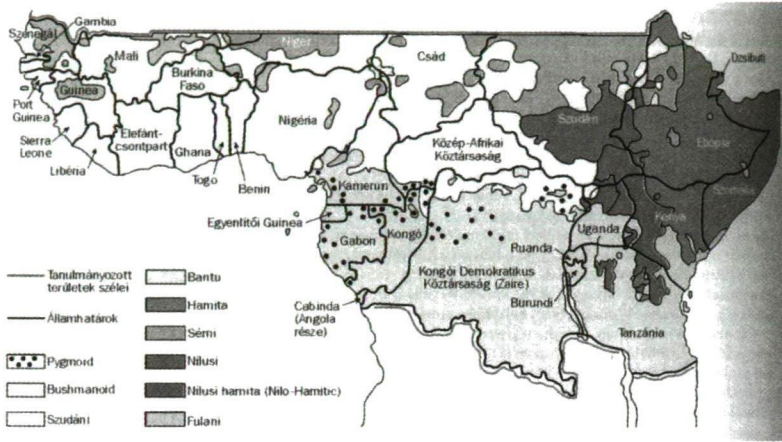 Gambia
Szenegál
Mali
Niger
Csád
Dzsibuti
Burkina
Faso
Guinea
Port
Guinea
Nigéria
Szudán
Etiópia
Elefánt-
csontpart
Közép-Afrikai
Köztársaság
Sierra
Leone
Ghana
Libéria
Togo
Benin
Szomália
Kamerun
Kenya
Egyenlítői Guinea
Uganda
Gabon
Kongó
Ruanda
Kongói Demokratikus
Köztársaság (Zaire)
Burundi
Cabinda
(Angola
része)
Tanzánia
Tanulmányozott
területek szélei
Államhatárok
Pygmoid
Bushmanoid
Szudáni
Bantu
Hamita
Sémi
Nilusi
Nilusi hamita (Nilo-Hamitic)
Fulani